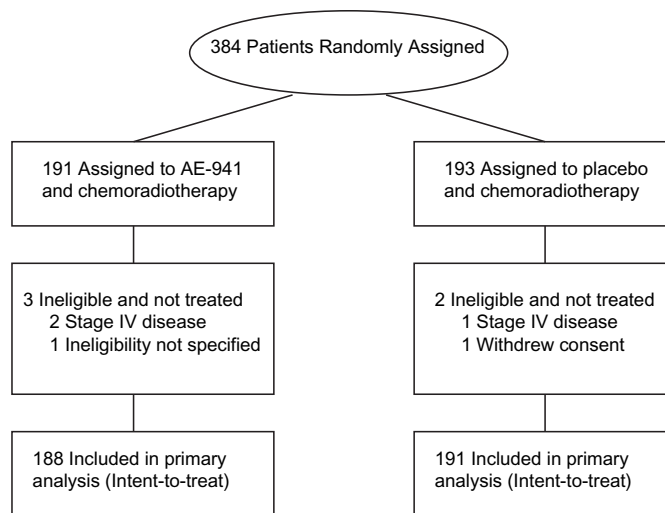 384 Patients Randomly Assigned
191 Assigned to AE-941
and chemoradiotherapy
193 Assigned to placebo
and chemoradiotherapy
3 Ineligible and not treated
2 Stage IV disease
1 Ineligibility not specified
2 Ineligible and not treated
1 Stage IV disease
1 Withdrew consent
188 Included in primary
analysis (Intent-to-treat)
191 Included in primary
analysis (Intent-to-treat)